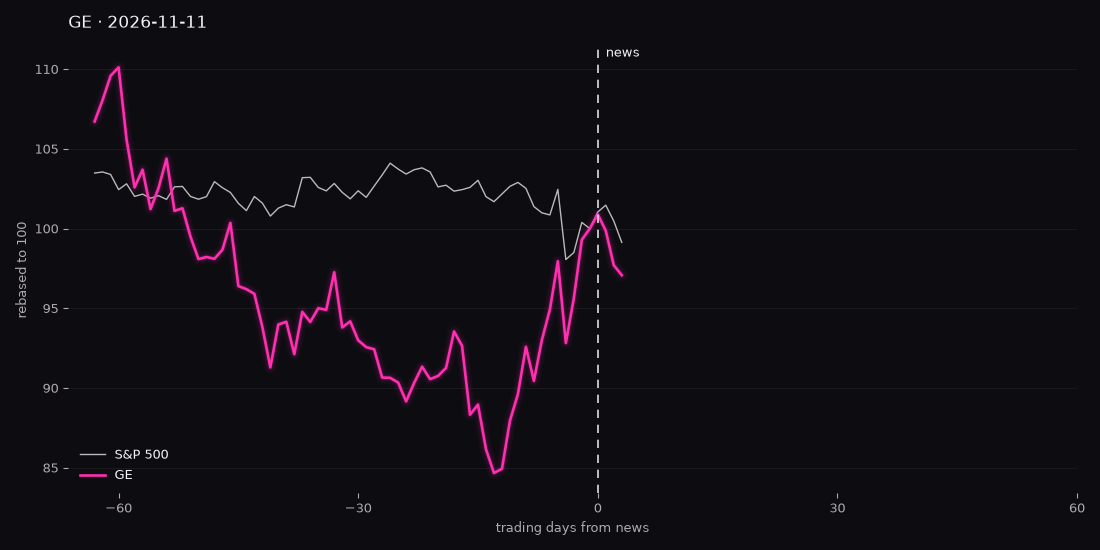 GE · 2026-11-11
news
110
105
100
95
90
85
rebased to 100
S&P 500
GE
−60
−30
0
30
60
trading days from news